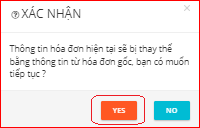 XÁC NHẬN
Thông tin hóa đơn hiện tại sẽ bị thay thế
bằng thông tin từ hóa đơn gốc, bạn có muốn
tiếp tục ?
YES
NO